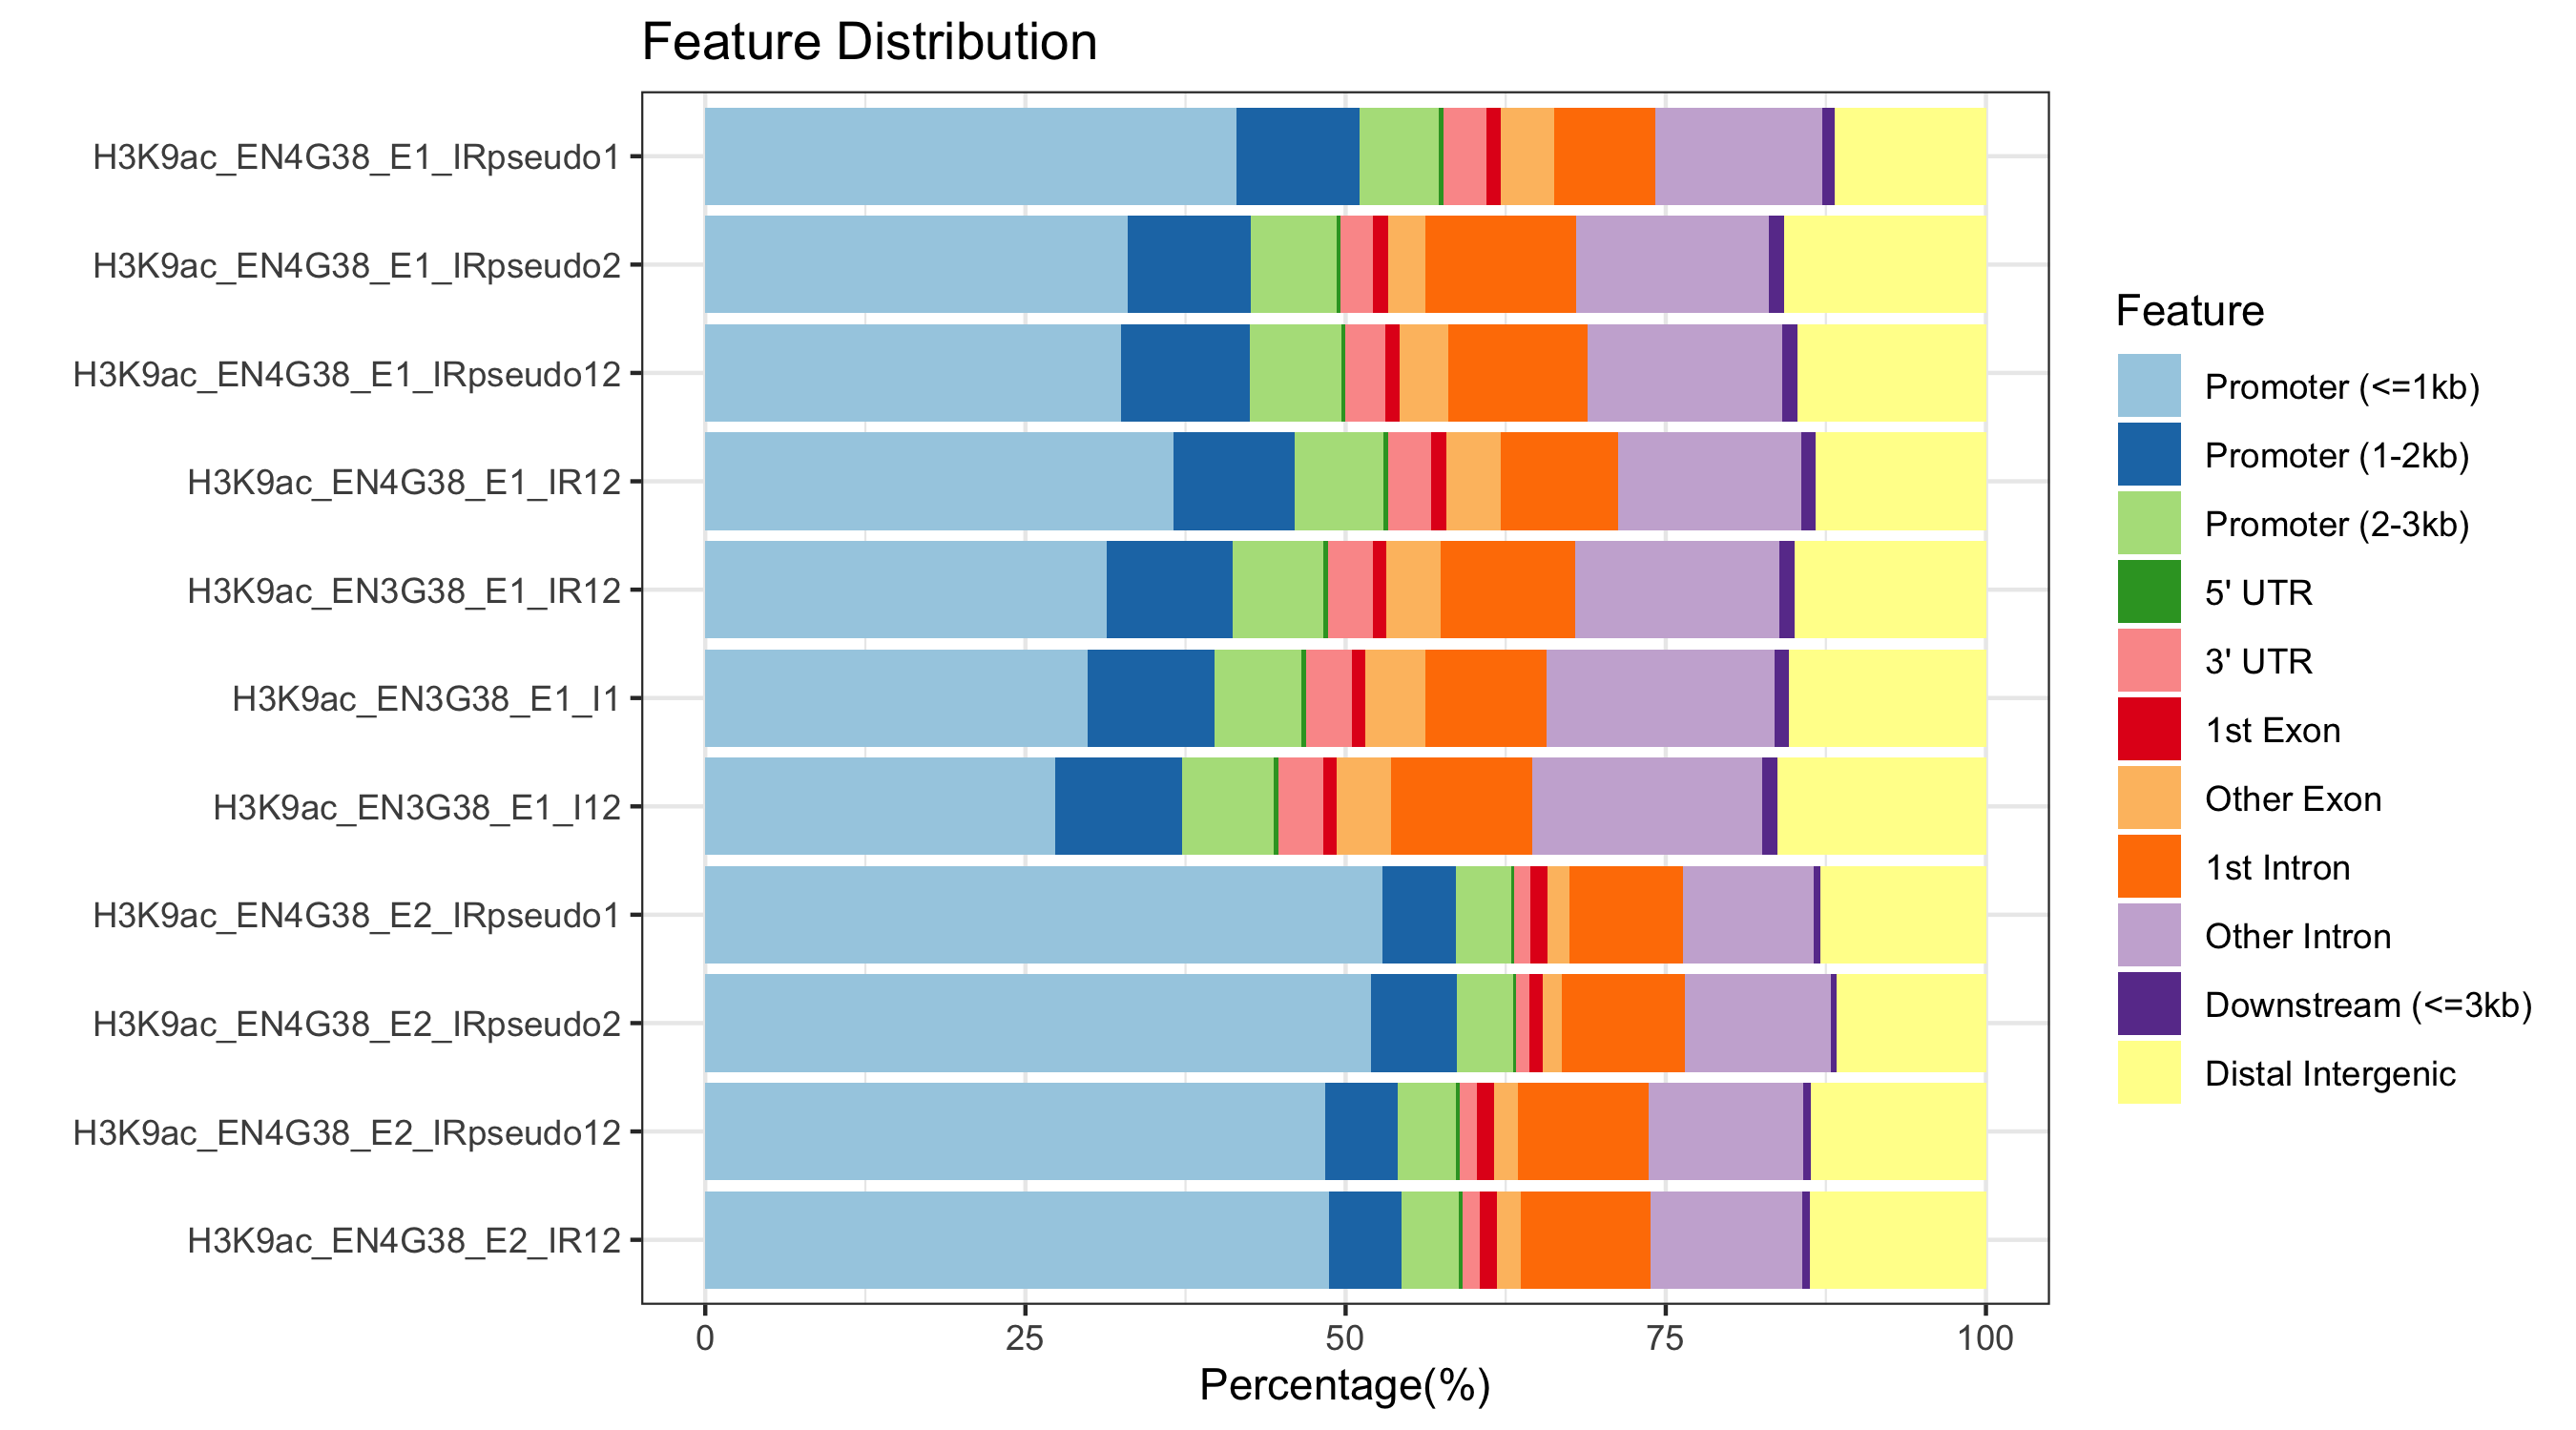 Feature Distribution
H3K9ac_EN4G38_E1_IRpseudo1
H3K9ac_EN4G38_E1_IRpseudo2
H3K9ac_EN4G38_E1_IRpseudo12
H3K9ac_EN4G38_E1_IR12
H3K9ac_EN3G38_E1_IR12
H3K9ac_EN3G38_E1_I1
H3K9ac_EN3G38_E1_I12
H3K9ac_EN4G38_E2_IRpseudo1
H3K9ac_EN4G38_E2_IRpseudo2
H3K9ac_EN4G38_E2_IRpseudo12
H3K9ac_EN4G38_E2_IR12
0 25 50 75 100
Percentage(%)
Feature
Promoter (<=1kb)
Promoter (1-2kb)
Promoter (2-3kb)
5' UTR
3' UTR
1st Exon
Other Exon
1st Intron
Other Intron
Downstream (<=3kb)
Distal Intergenic